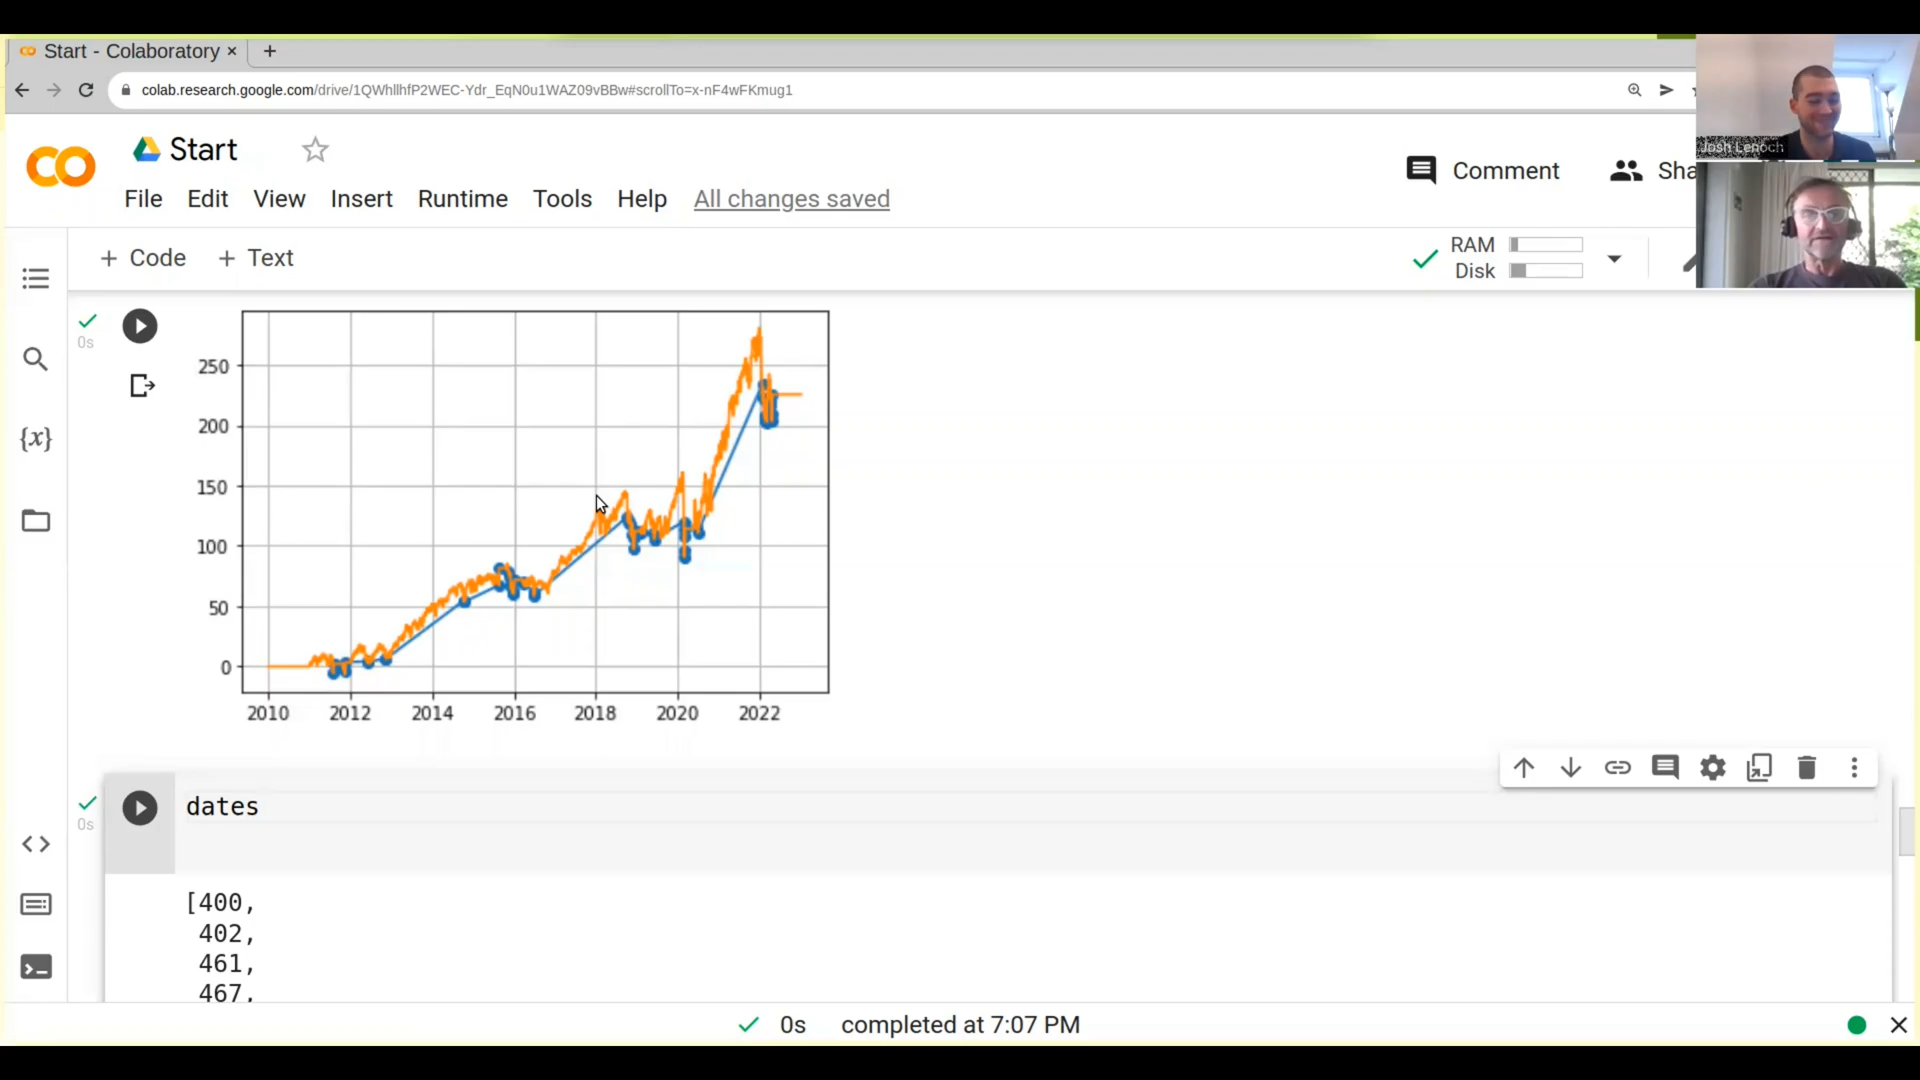 Start - Colaboratory × +
colab.research.google.com/drive/1QWhllhfP2WEC-Ydr_EqN0u1WAZ09vBBw#scrollTo=x-nF4wFKmug1
Josh Lenoch
Start
Comment
Sha
File Edit View Insert Runtime Tools Help All changes saved
+ Code + Text
RAM
Disk
0s
250
200
150
100
50
0
2010 2012 2014 2016 2018 2020 2022
{x}
0s
dates
[400,
402,
461,
467,
0s completed at 7:07 PM